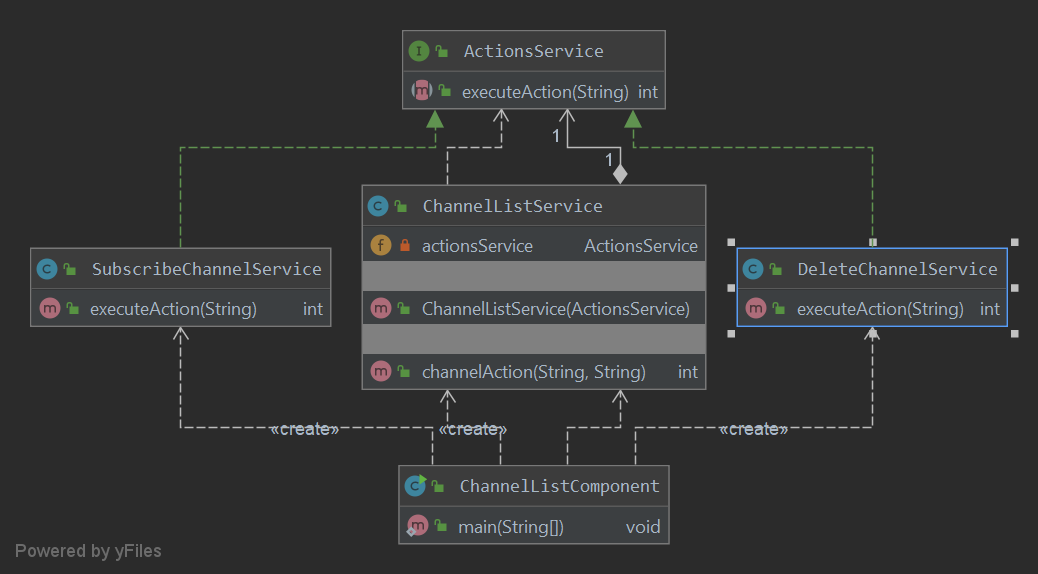 I ActionsService
m executeAction(String) int
1
1
C ChannelListService
f actionsService ActionsService
m ChannelListService(ActionsService)
m channelAction(String, String) int
C SubscribeChannelService
m executeAction(String) int
C DeleteChannelService
m executeAction(String) int
«create» «create» «create»
C ChannelListComponent
m main(String[]) void
Powered by yFiles